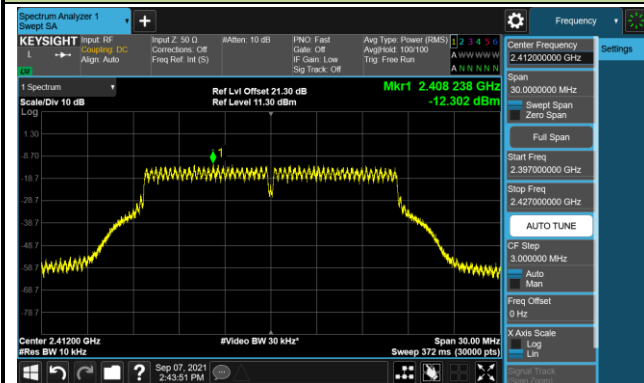 Spectrum Analyzer 1
Swept SA
Frequency
KEYSIGHT
Input: RF
Coupling: DC
Align: Auto
Input Z: 50 Ω
Corrections: Off
Freq Ref: Int (S)
#Atten: 10 dB
PNO: Fast
Gate: Off
IF Gain: Low
Sig Track: Off
Avg Type: Power (RMS)
Avg|Hold: 100/100
Trig: Free Run
1 2 3 4 5 6
A W W W W W
A N N N N N
L
LV
1 Spectrum
Scale/Div 10 dB
Log
Ref Lvl Offset 21.30 dB
Ref Level 11.30 dBm
Mkr1 2.408 238 GHz
-12.302 dBm
1.30
-8.70
-18.7
-28.7
-38.7
-48.7
-58.7
-68.7
-78.7
1
Center 2.41200 GHz
#Res BW 10 kHz
#Video BW 30 kHz*
Span 30.00 MHz
Sweep 372 ms (30000 pts)
Sep 07, 2021
2:43:51 PM
Settings
Center Frequency
2.412000000 GHz
Span
30.0000000 MHz
Swept Span
Zero Span
Full Span
Start Freq
2.397000000 GHz
Stop Freq
2.427000000 GHz
AUTO TUNE
CF Step
3.000000 MHz
Auto
Man
Freq Offset
0 Hz
X Axis Scale
Log
Lin
Signal Track
(Span Zoom)